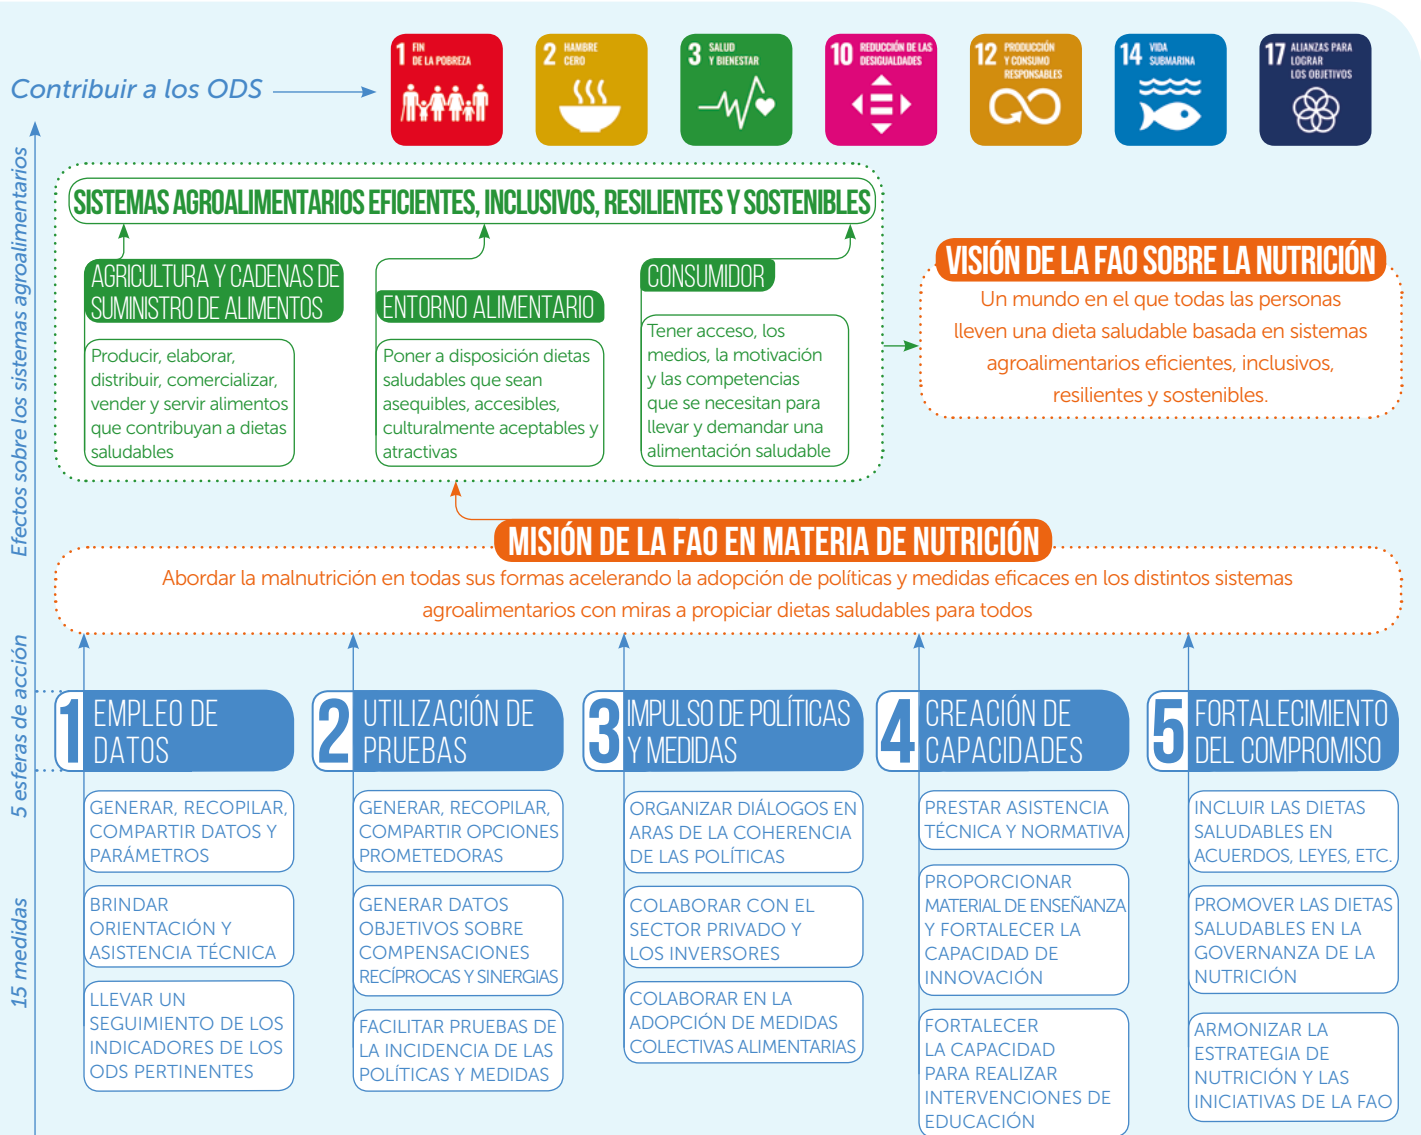 Contribuir a los ODS
1 FIN
DE LA POBREZA
2 HAMBRE
CERO
3 SALUD
Y BIENESTAR
10 REDUCCIÓN DE LAS
DESIGUALDADES
12 PRODUCCIÓN
Y CONSUMO
RESPONSABLES
14 VIDA
SUBMARINA
17 ALIANZAS PARA
LOGRAR
LOS OBJETIVOS
Efectos sobre los sistemas agroalimentarios
SISTEMAS AGROALIMENTARIOS EFICIENTES, INCLUSIVOS, RESILIENTES Y SOSTENIBLES
AGRICULTURA Y CADENAS DE
SUMINISTRO DE ALIMENTOS
Producir, elaborar,
distribuir, comercializar,
vender y servir alimentos
que contribuyan a dietas
saludables
ENTORNO ALIMENTARIO
Poner a disposición dietas
saludables que sean
asequibles, accesibles,
culturalmente aceptables y
atractivas
CONSUMIDOR
Tener acceso, los
medios, la motivación
y las competencias
que se necesitan para
llevar y demandar una
alimentación saludable
VISIÓN DE LA FAO SOBRE LA NUTRICIÓN
Un mundo en el que todas las personas
lleven una dieta saludable basada en sistemas
agroalimentarios eficientes, inclusivos,
resilientes y sostenibles.
MISIÓN DE LA FAO EN MATERIA DE NUTRICIÓN
Abordar la malnutrición en todas sus formas acelerando la adopción de políticas y medidas eficaces en los distintos sistemas
agroalimentarios con miras a propiciar dietas saludables para todos
5 esferas de acción
1 EMPLEO DE
DATOS
2 UTILIZACIÓN DE
PRUEBAS
3 IMPULSO DE POLÍTICAS
Y MEDIDAS
4 CREACIÓN DE
CAPACIDADES
5 FORTALECIMIENTO
DEL COMPROMISO
15 medidas
GENERAR, RECOPILAR,
COMPARTIR DATOS Y
PARÁMETROS
BRINDAR
ORIENTACIÓN Y
ASISTENCIA TÉCNICA
LLEVAR UN
SEGUIMIENTO DE LOS
INDICADORES DE LOS
ODS PERTINENTES
GENERAR, RECOPILAR,
COMPARTIR OPCIONES
PROMETEDORAS
GENERAR DATOS
OBJETIVOS SOBRE
COMPENSACIONES
RECÍPROCAS Y SINERGIAS
FACILITAR PRUEBAS DE
LA INCIDENCIA DE LAS
POLÍTICAS Y MEDIDAS
ORGANIZAR DIÁLOGOS EN
ARAS DE LA COHERENCIA
DE LAS POLÍTICAS
COLABORAR CON EL
SECTOR PRIVADO Y
LOS INVERSORES
COLABORAR EN LA
ADOPCIÓN DE MEDIDAS
COLECTIVAS ALIMENTARIAS
PRESTAR ASISTENCIA
TÉCNICA Y NORMATIVA
PROPORCIONAR
MATERIAL DE ENSEÑANZA
Y FORTALECER LA
CAPACIDAD DE
INNOVACIÓN
FORTALECER
LA CAPACIDAD
PARA REALIZAR
INTERVENCIONES DE
EDUCACIÓN
INCLUIR LAS DIETAS
SALUDABLES EN
ACUERDOS, LEYES, ETC.
PROMOVER LAS DIETAS
SALUDABLES EN LA
GOVERNANZA DE LA
NUTRICIÓN
ARMONIZAR LA
ESTRATEGIA DE
NUTRICIÓN Y LAS
INICIATIVAS DE LA FAO